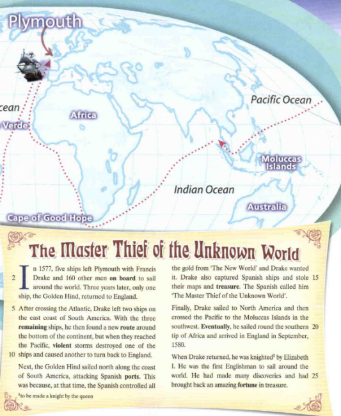 Plymouth
Pacific Ocean
Africa
Verde
Moluccas
Islands
Indian Ocean
Australia
Cape of Good Hope
The Master Thief of the Unknown World
In 1577, five ships left Plymouth with Francis
2 Drake and 160 other men on board to sail
around the world. Three years later, only one
ship, the Golden Hind, returned to England.
5 After crossing the Atlantic, Drake left two ships on
the east coast of South America. With the three
remaining ships, he then found a new route around
the bottom of the continent, but when they reached
the Pacific, violent storms destroyed one of the
10 ships and caused another to turn back to England.
Next, the Golden Hind sailed north along the coast
of South America, attacking Spanish ports. This
was because, at that time, the Spanish controlled all
the gold from 'The New World' and Drake wanted
it. Drake also captured Spanish ships and stole 15
their maps and treasure. The Spanish called him
'The Master Thief of the Unknown World'.
Finally, Drake sailed to North America and then
crossed the Pacific to the Moluccas Islands in the
southwest. Eventually, he sailed round the southern 20
tip of Africa and arrived in England in September,
1580.
When Drake returned, he was knighted* by Elizabeth
I. He was the first Englishman to sail around the
world. He had made many discoveries and had 25
brought back an amazing fortune in treasure.
*to be made a knight by the queen